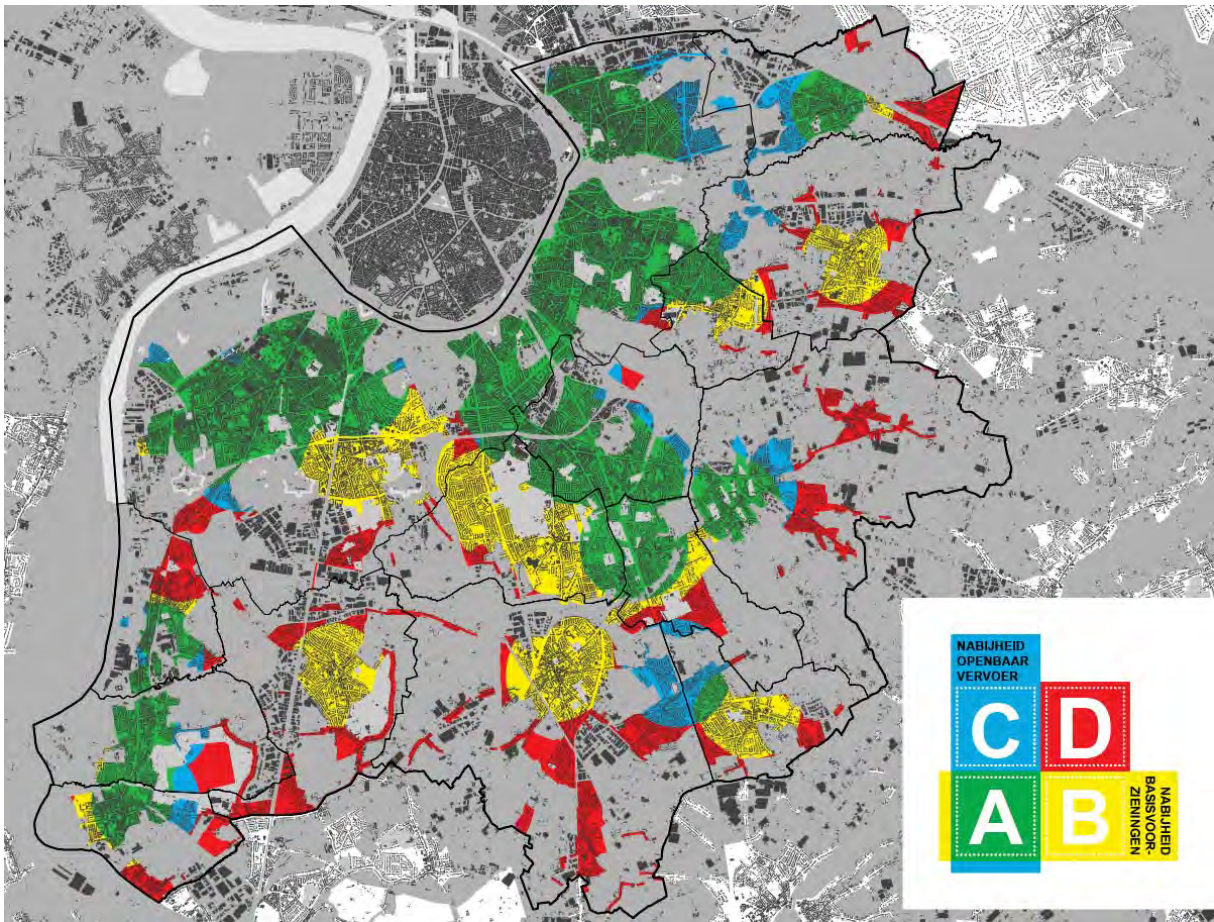 NABIJHEID
OPENBAAR
VERVOER
C
D
A
B
NABIJHEID
BASISVOOR-
ZIENINGEN